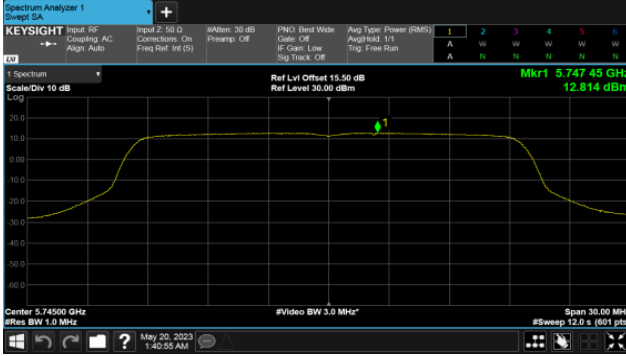 Spectrum Analyzer 1
Swept SA
+
KEYSIGHT Input: RF Input Z: 50 Ω #Atten: 30 dB PNO: Best Wide Avg Type: Power (RMS) 1 2 3 4 5 6
Coupling: AC Corrections: On Preamp: Off Gate: Off Avg|Hold: 1/1 A W W W W W
Align: Auto Freq Ref: Int (S) IF Gain: Low Trig: Free Run
Sig Track: Off A N N N N N
LXI
1 Spectrum Ref Lvl Offset 15.50 dB Mkr1 5.747 45 GHz
Scale/Div 10 dB Ref Level 30.00 dBm 12.814 dBm
Log
1
20.0
10.0
0.00
-10.0
-20.0
-30.0
-40.0
-50.0
-60.0
Center 5.74500 GHz #Video BW 3.0 MHz* Span 30.00 MH
#Res BW 1.0 MHz #Sweep 12.0 s (601 pts
? May 20, 2023
1:40:55 AM